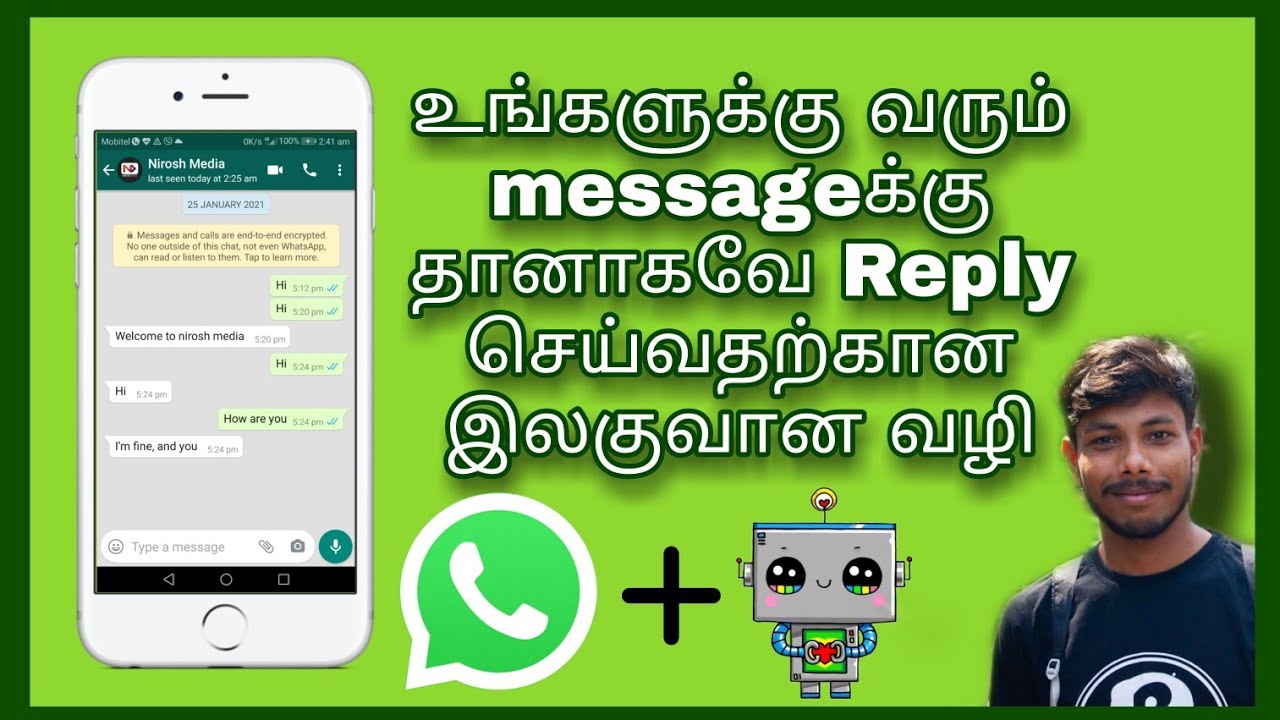 Mobitel 0K/s 4G 100% 2:41 am
Nirosh Media
last seen today at 2:25 am
25 JANUARY 2021
Messages and calls are end-to-end encrypted.
No one outside of this chat, not even WhatsApp,
can read or listen to them. Tap to learn more.
Hi 5:12 pm
Hi 5:20 pm
Welcome to nirosh media 5:20 pm
Hi 5:24 pm
Hi 5:24 pm
How are you 5:24 pm
I'm fine, and you 5:24 pm
Type a message
உங்களுக்கு வரும்
messageக்கு
தானாகவே Reply
செய்வதற்கான
இலகுவான வழி